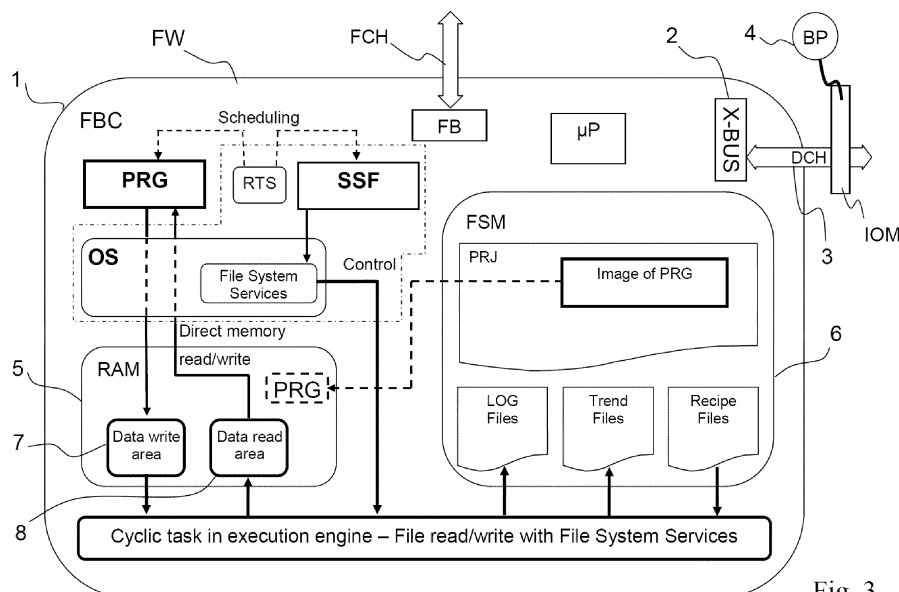 FW
FCH
2
4
BP
1
FBC
Scheduling
FB
µP
X-BUS
DCH
PRG
RTS
SSF
3
IOM
OS
File System
Services
Control
FSM
PRJ
Image of PRG
Direct memory
read/write
5
RAM
PRG
6
7
Data write
area
Data read
area
LOG
Files
Trend
Files
Recipe
Files
8
Cyclic task in execution engine – File read/write with File System Services
Fig. 3